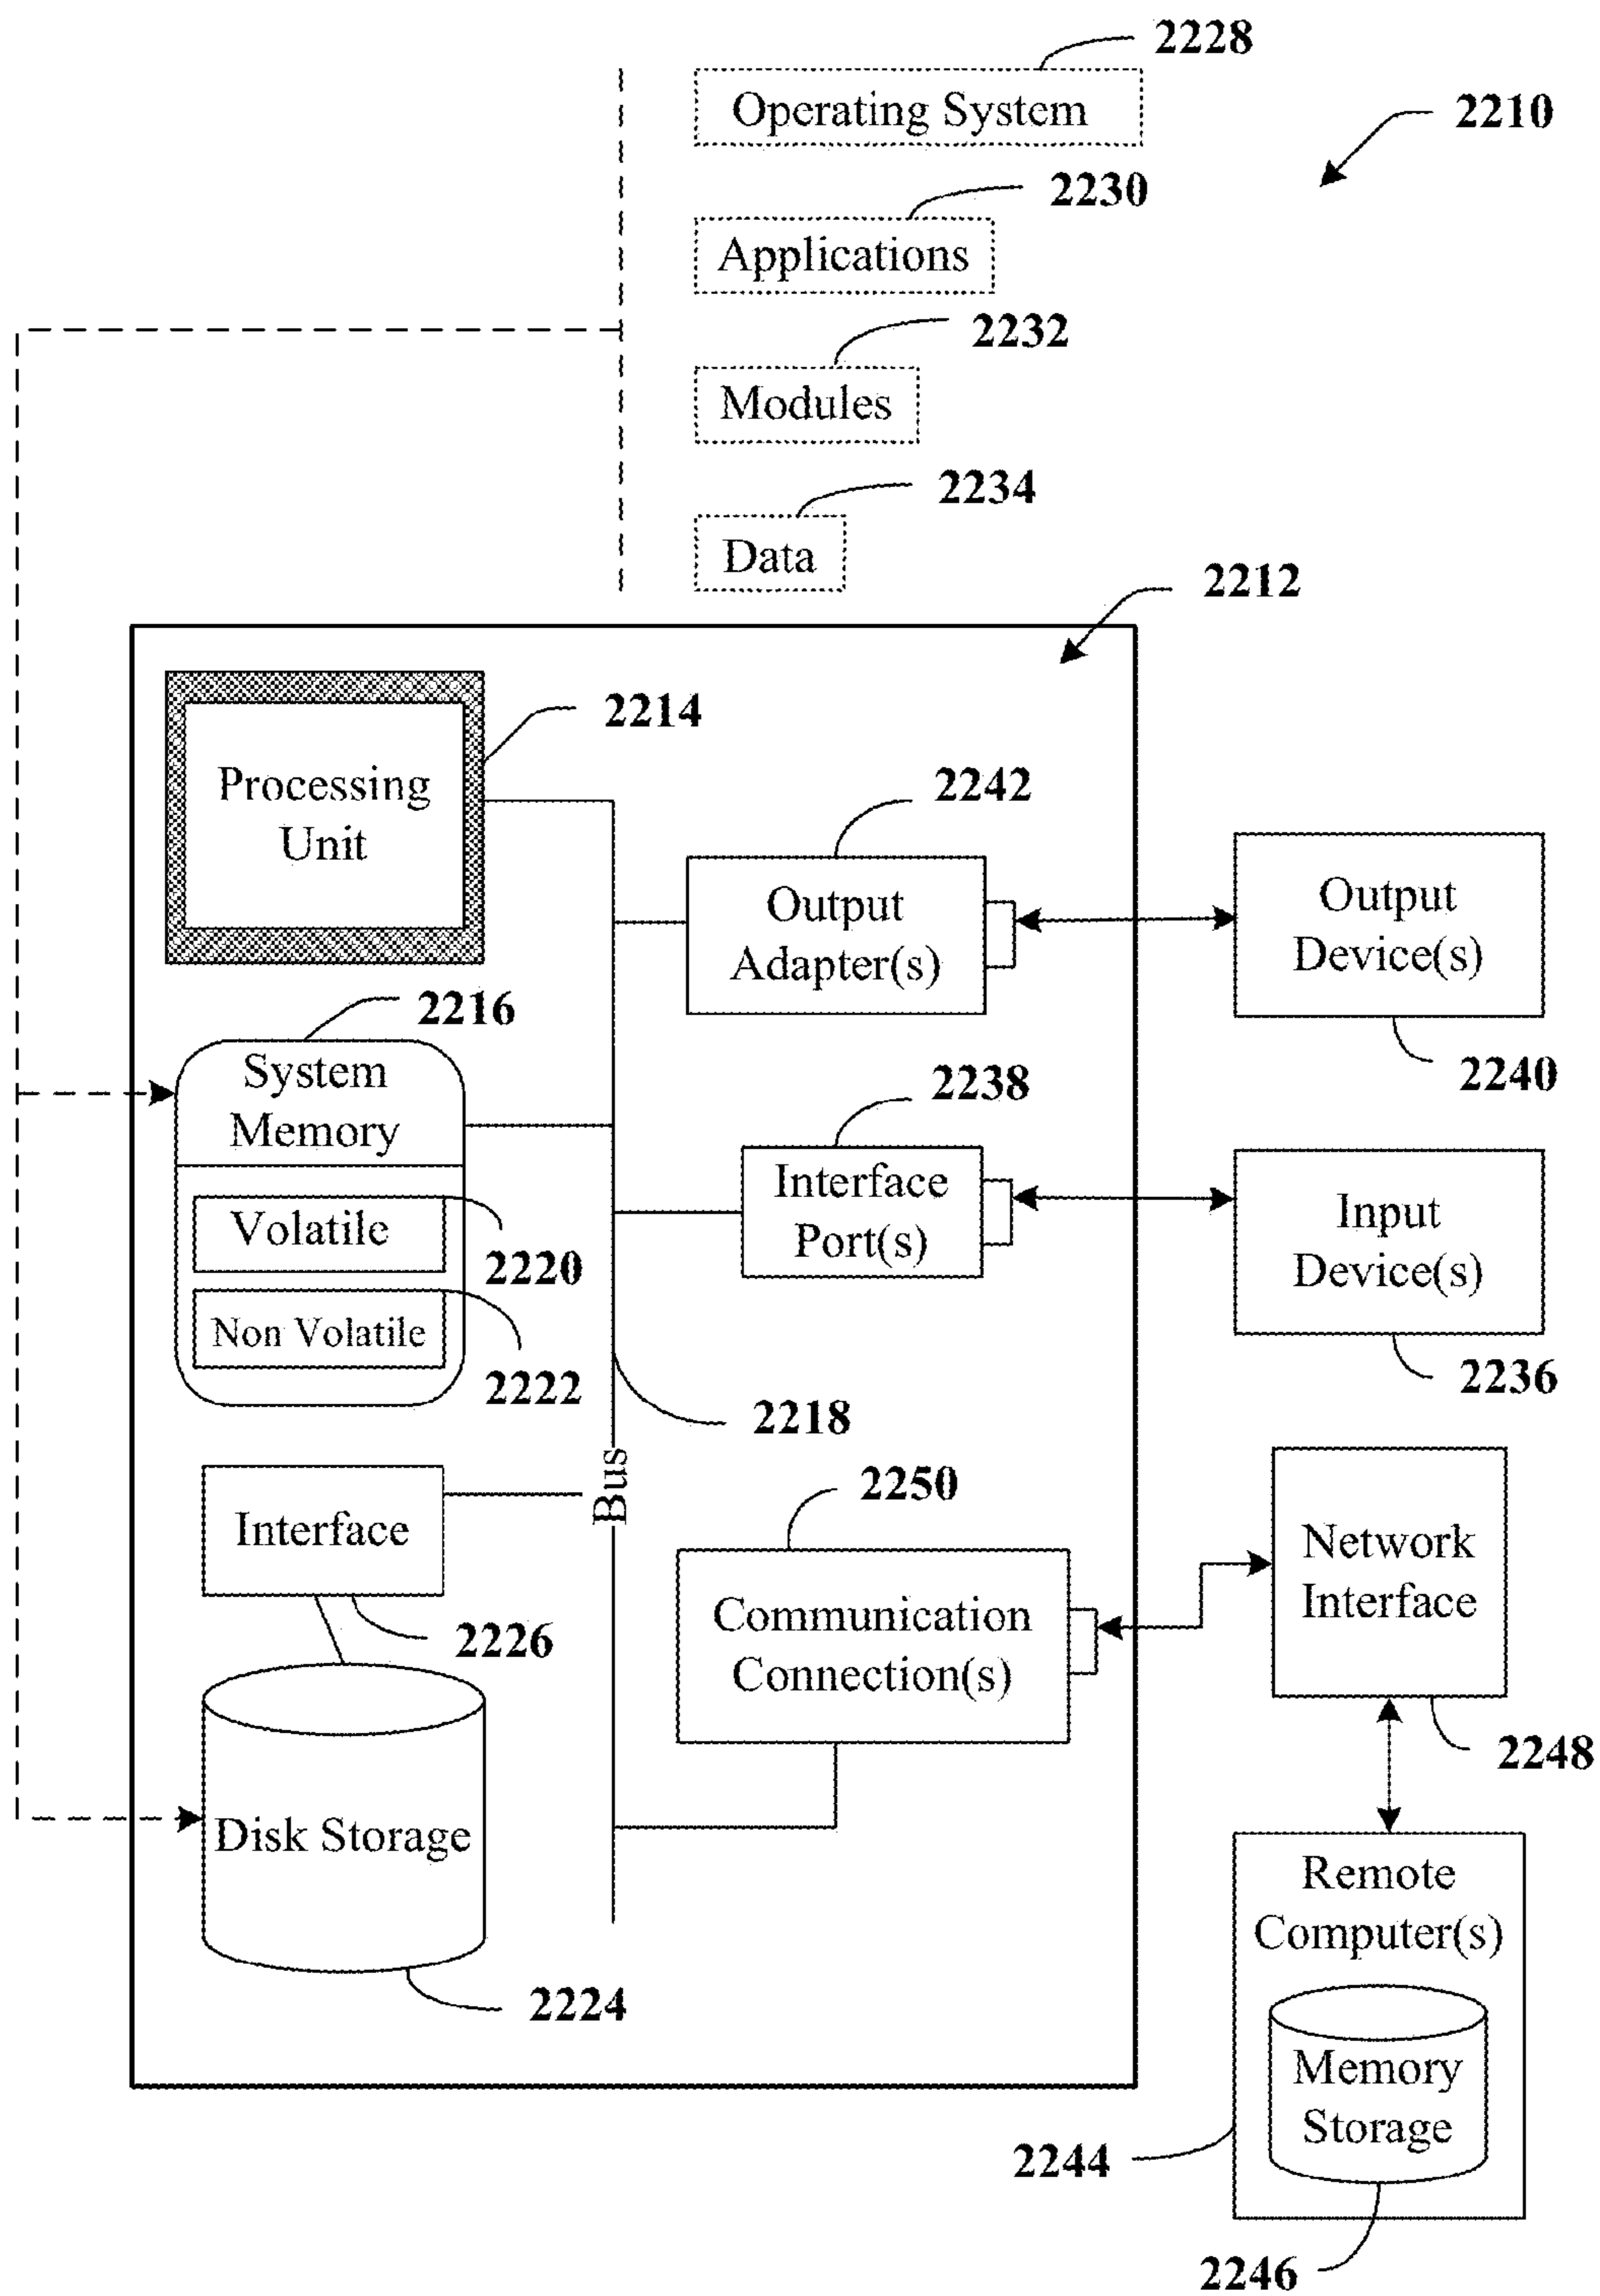 2228
Operating System
2210
2230
Applications
2232
Modules
2234
Data
2212
2214
Processing
Unit
2242
Output
Adapter(s)
Output
Device(s)
2240
2216
System
Memory
2238
Interface
Port(s)
Volatile
2220
Input
Device(s)
Non Volatile
2222
2236
2218
Bus
2250
Interface
2226
Communication
Connection(s)
Network
Interface
2248
Disk Storage
2224
Remote
Computer(s)
Memory
Storage
2244
2246